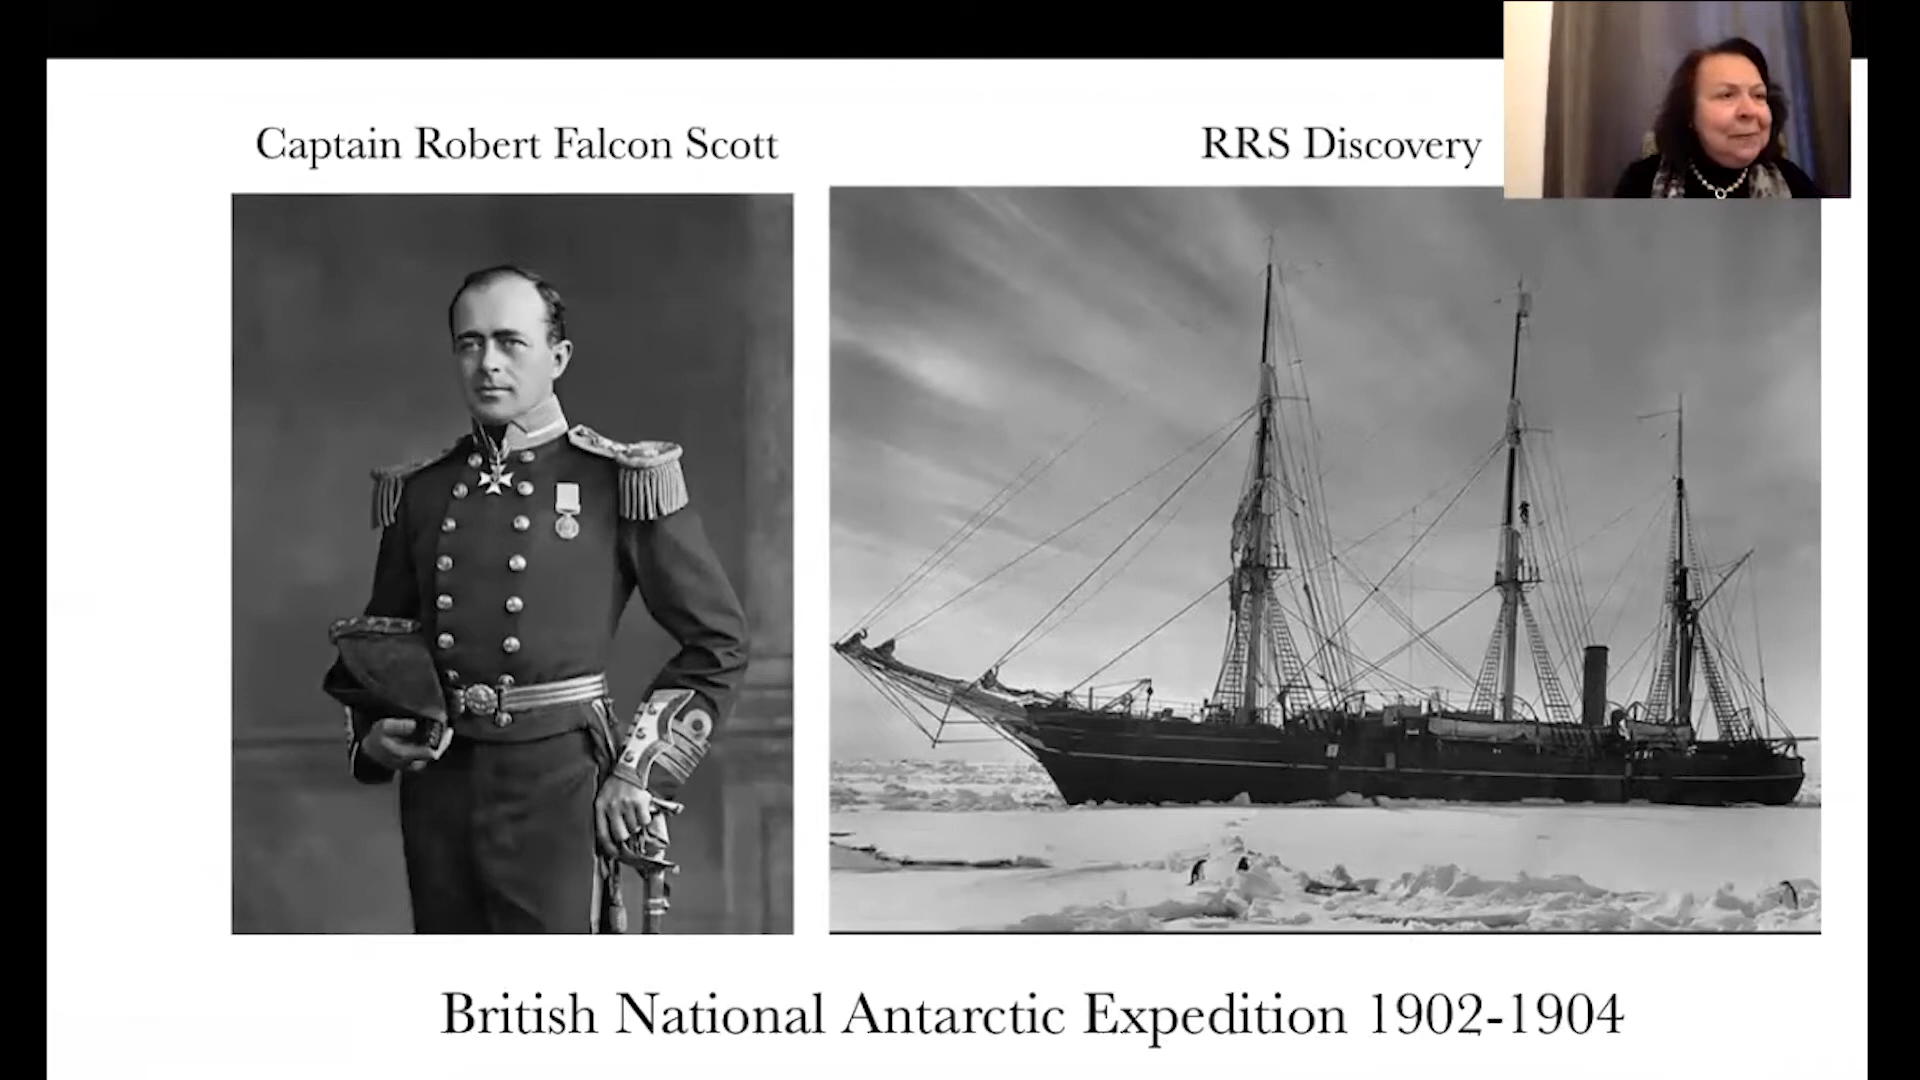 Captain Robert Falcon Scott
RRS Discovery
British National Antarctic Expedition 1902-1904